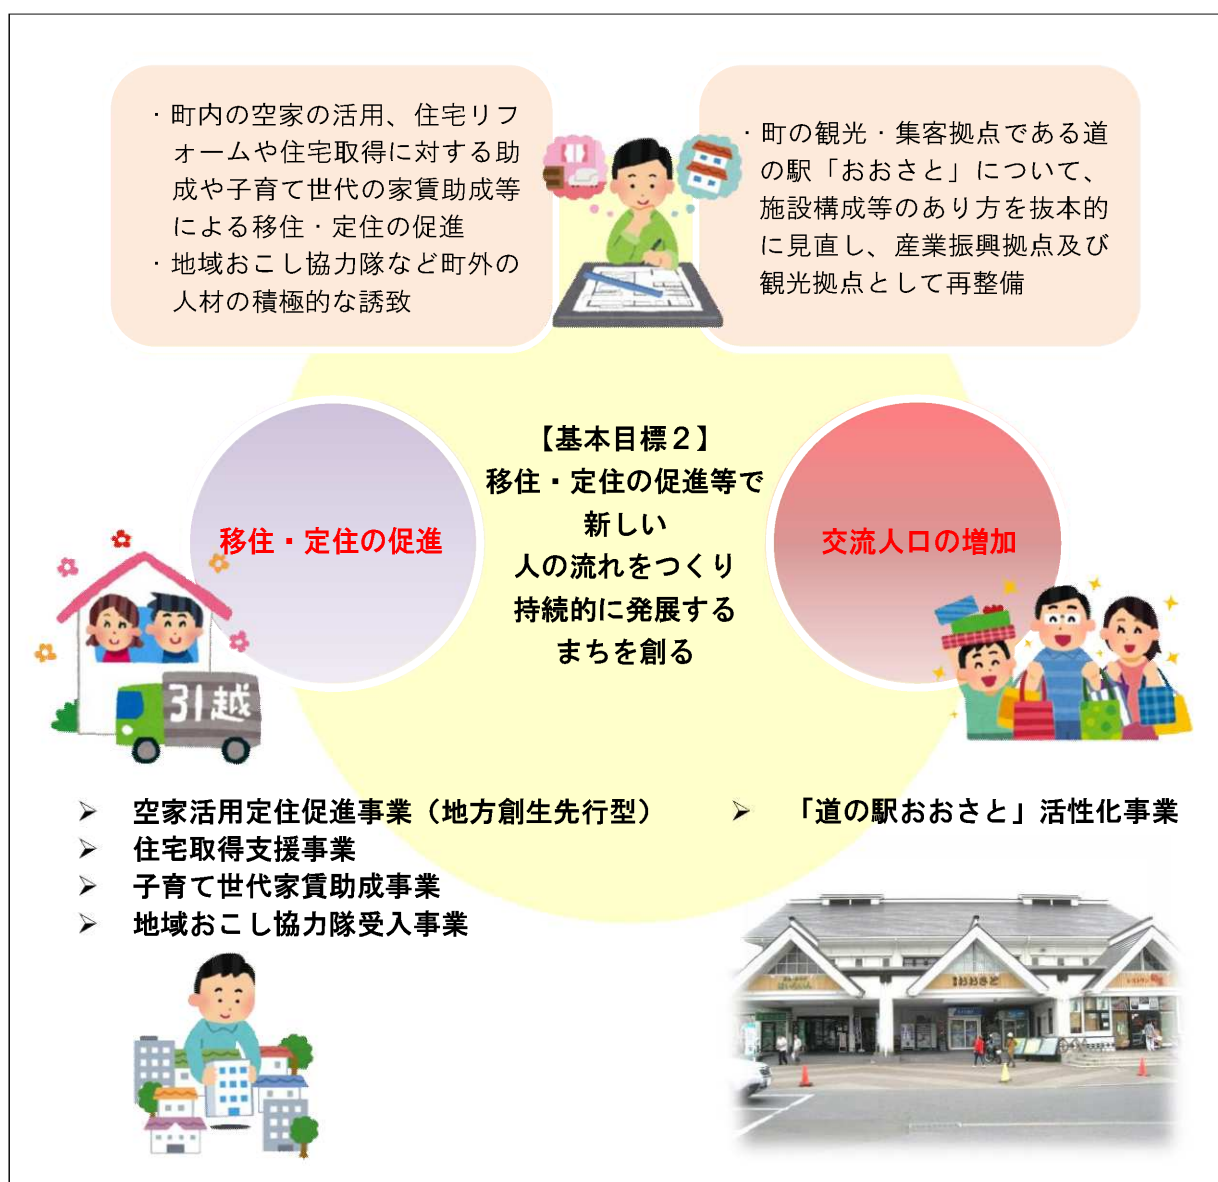 ・町内の空家の活用、住宅リフ
ォームや住宅取得に対する助
成や子育て世代の家賃助成等
による移住・定住の促進
・地域おこし協力隊など町外の
人材の積極的な誘致
・町の観光・集客拠点である道
の駅「おおさと」について、
施設構成等のあり方を抜本的
に見直し、産業振興拠点及び
観光拠点として再整備
【基本目標２】
移住・定住の促進等で
新しい
人の流れをつくり
持続的に発展する
まちを創る
移住・定住の促進
交流人口の増加
引越
➢ 空家活用定住促進事業（地方創生先行型）
➢ 住宅取得支援事業
➢ 子育て世代家賃助成事業
➢ 地域おこし協力隊受入事業
➢ 「道の駅おおさと」活性化事業
おおさと